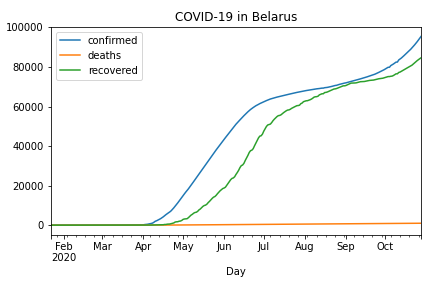 COVID-19 in Belarus
confirmed
deaths
recovered
100000
80000
60000
40000
20000
0
Feb Mar Apr May Jun Jul Aug Sep Oct
2020
Day